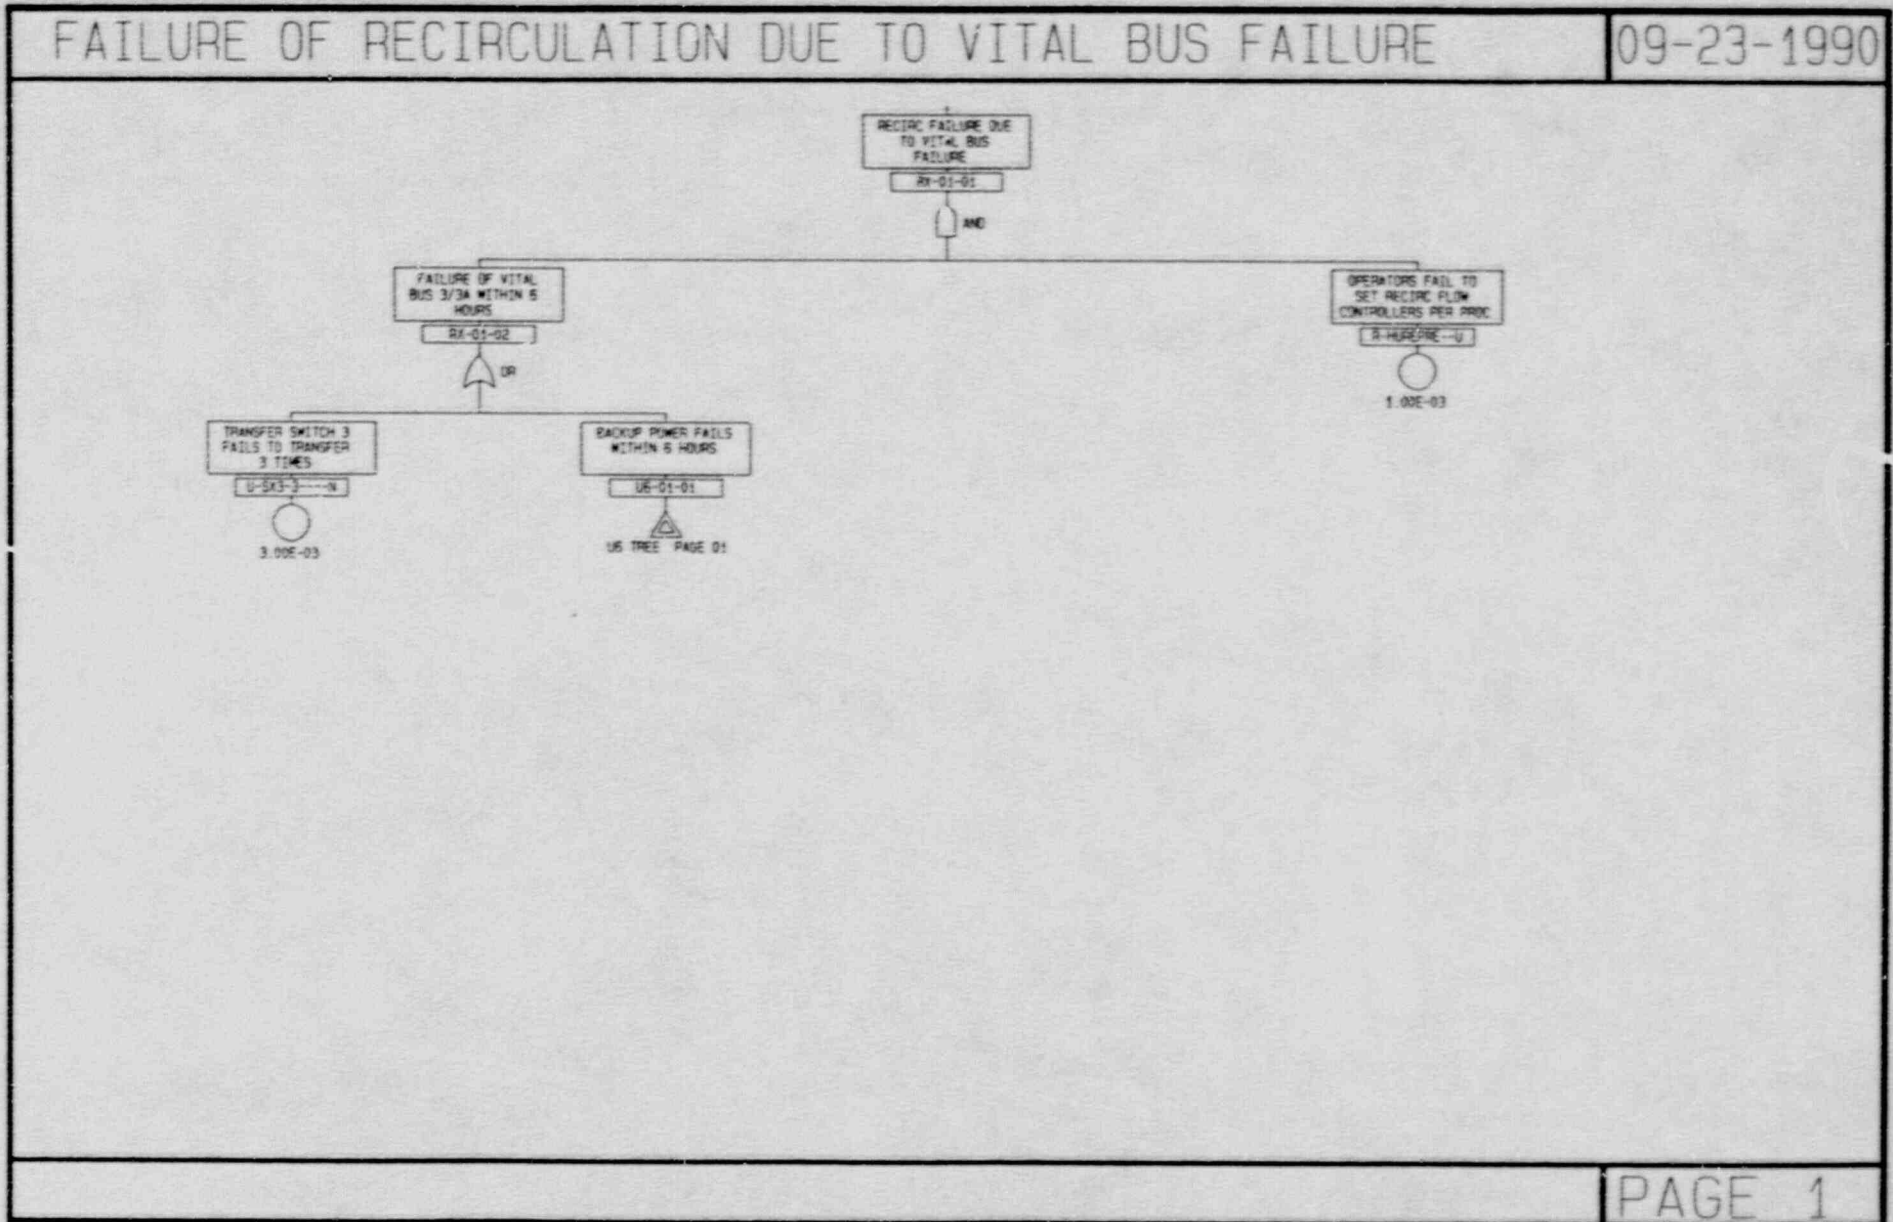 FAILURE OF RECIRCULATION DUE TO VITAL BUS FAILURE
09-23-1990
RECIRC FAILURE DUE
TO VITAL BUS
FAILURE
RX-01-01
AND
FAILURE OF VITAL
BUS 3/3A WITHIN 6
HOURS
RX-01-02
OR
OPERATORS FAIL TO
SET RECIRC FLOW
CONTROLLERS PER PROC
1.00E-03
TRANSFER SWITCH 3
FAILS TO TRANSFER
3 TIMES
3.00E-03
BACKUP POWER FAILS
WITHIN 6 HOURS
U6-01-01
U6 TREE PAGE 01
PAGE 1